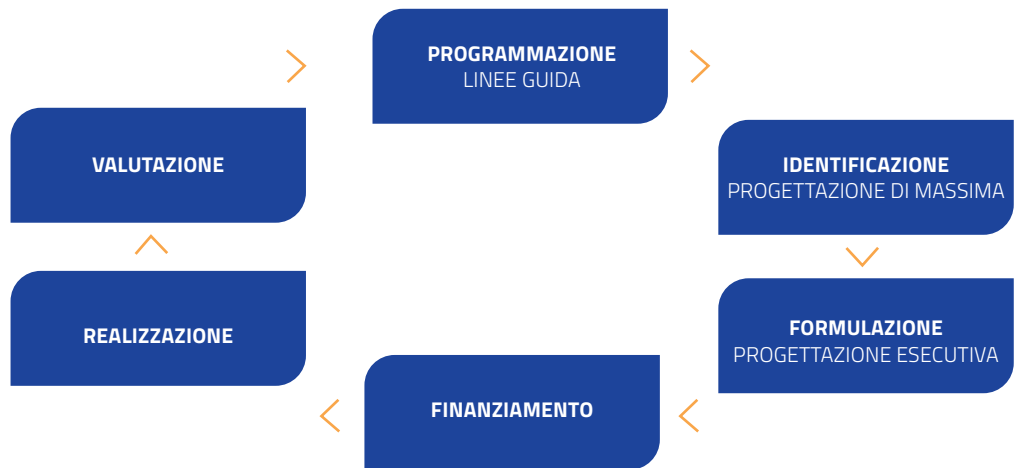 PROGRAMMAZIONE
LINEE GUIDA
IDENTIFICAZIONE
PROGETTAZIONE DI MASSIMA
FORMULAZIONE
PROGETTAZIONE ESECUTIVA
FINANZIAMENTO
REALIZZAZIONE
VALUTAZIONE